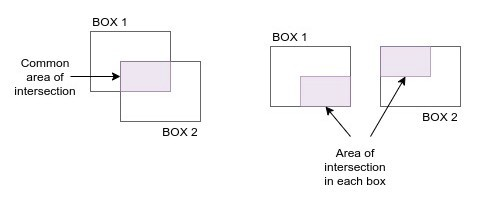 BOX 1
Common
area of
intersection
BOX 2
BOX 1
BOX 2
Area of
intersection
in each box